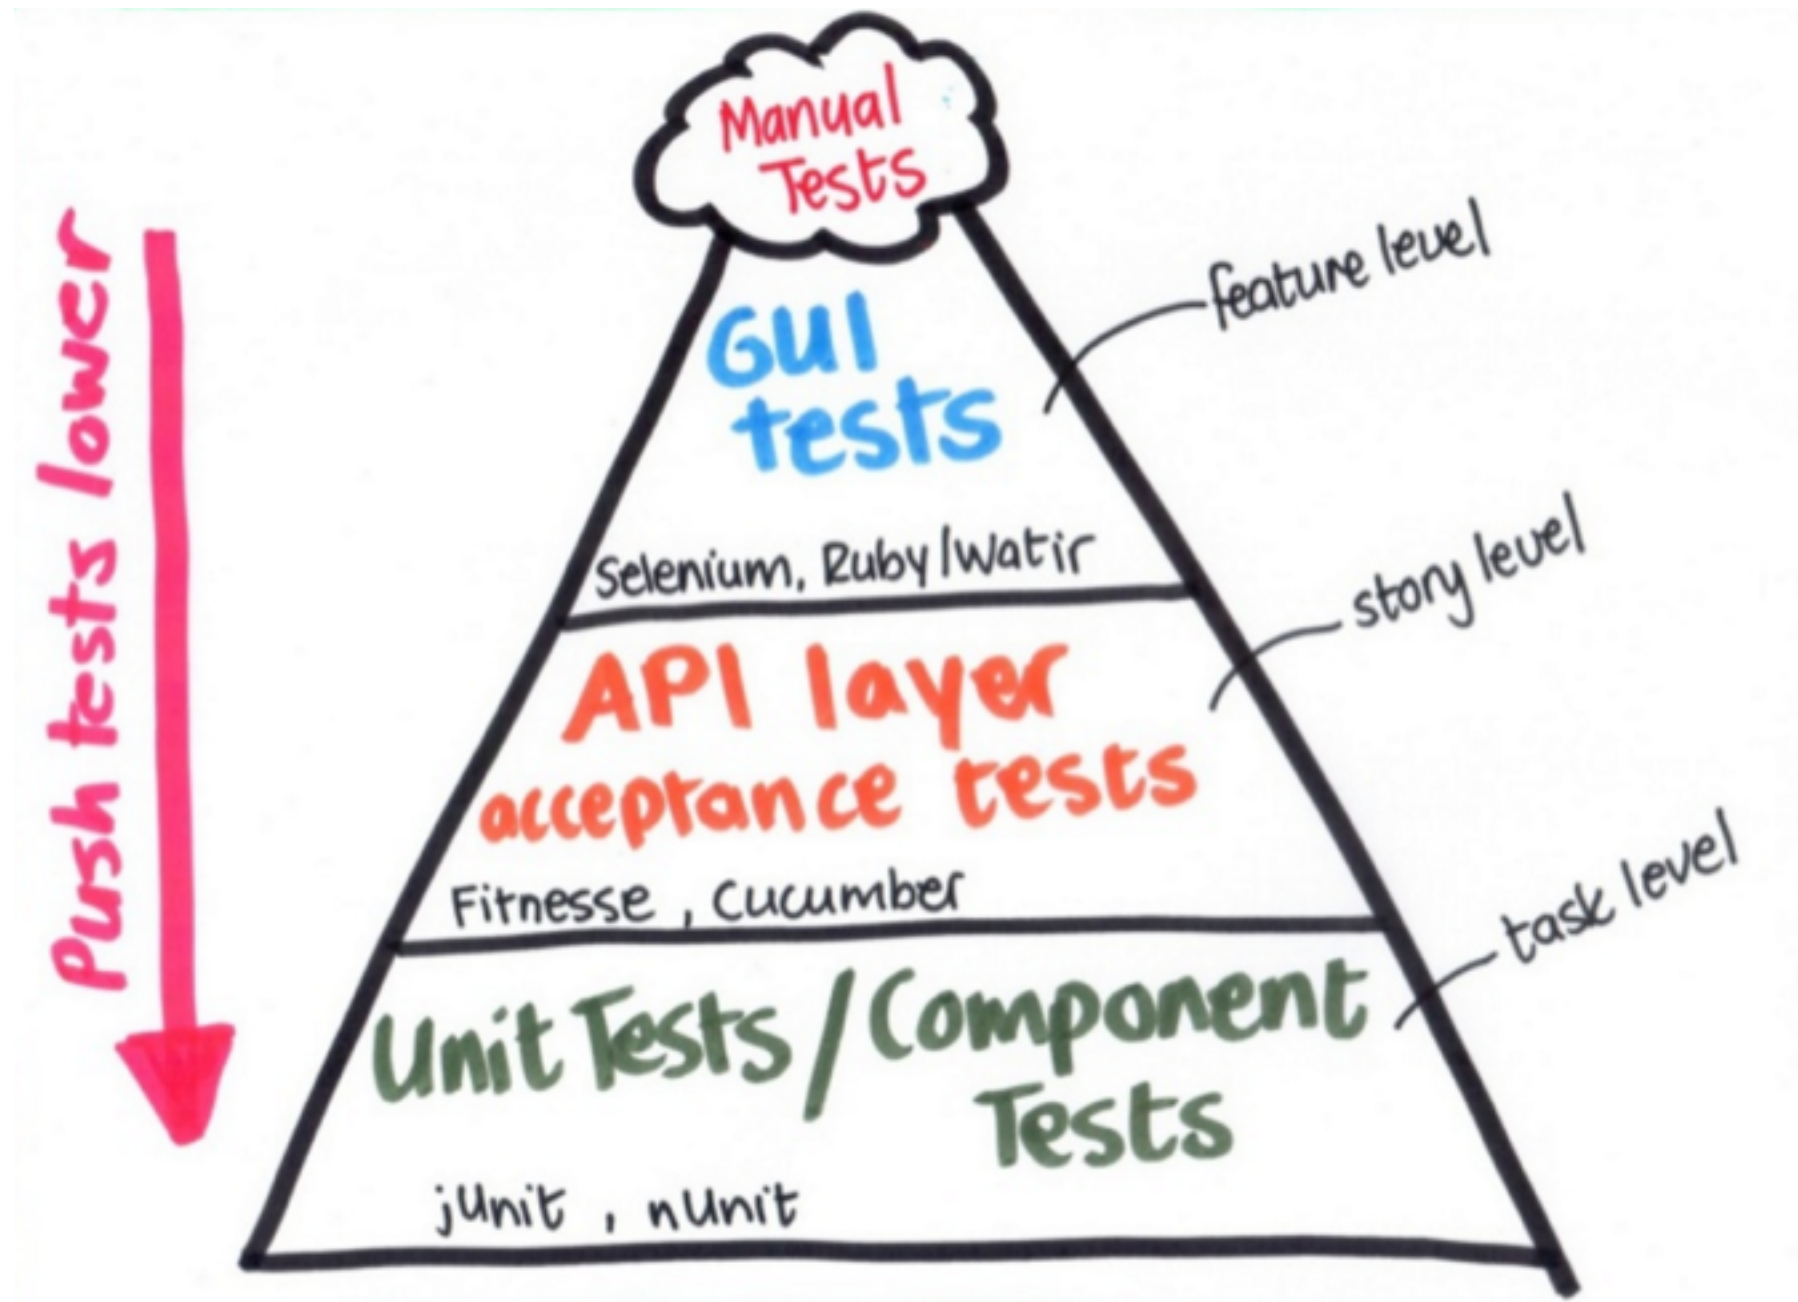 Manual
Tests
Push tests lower
GUI
tests
feature level
Selenium, Ruby/Watir
API layer
acceptance tests
story level
Fitnesse, Cucumber
Unit Tests / Component
Tests
task level
jUnit, nUnit